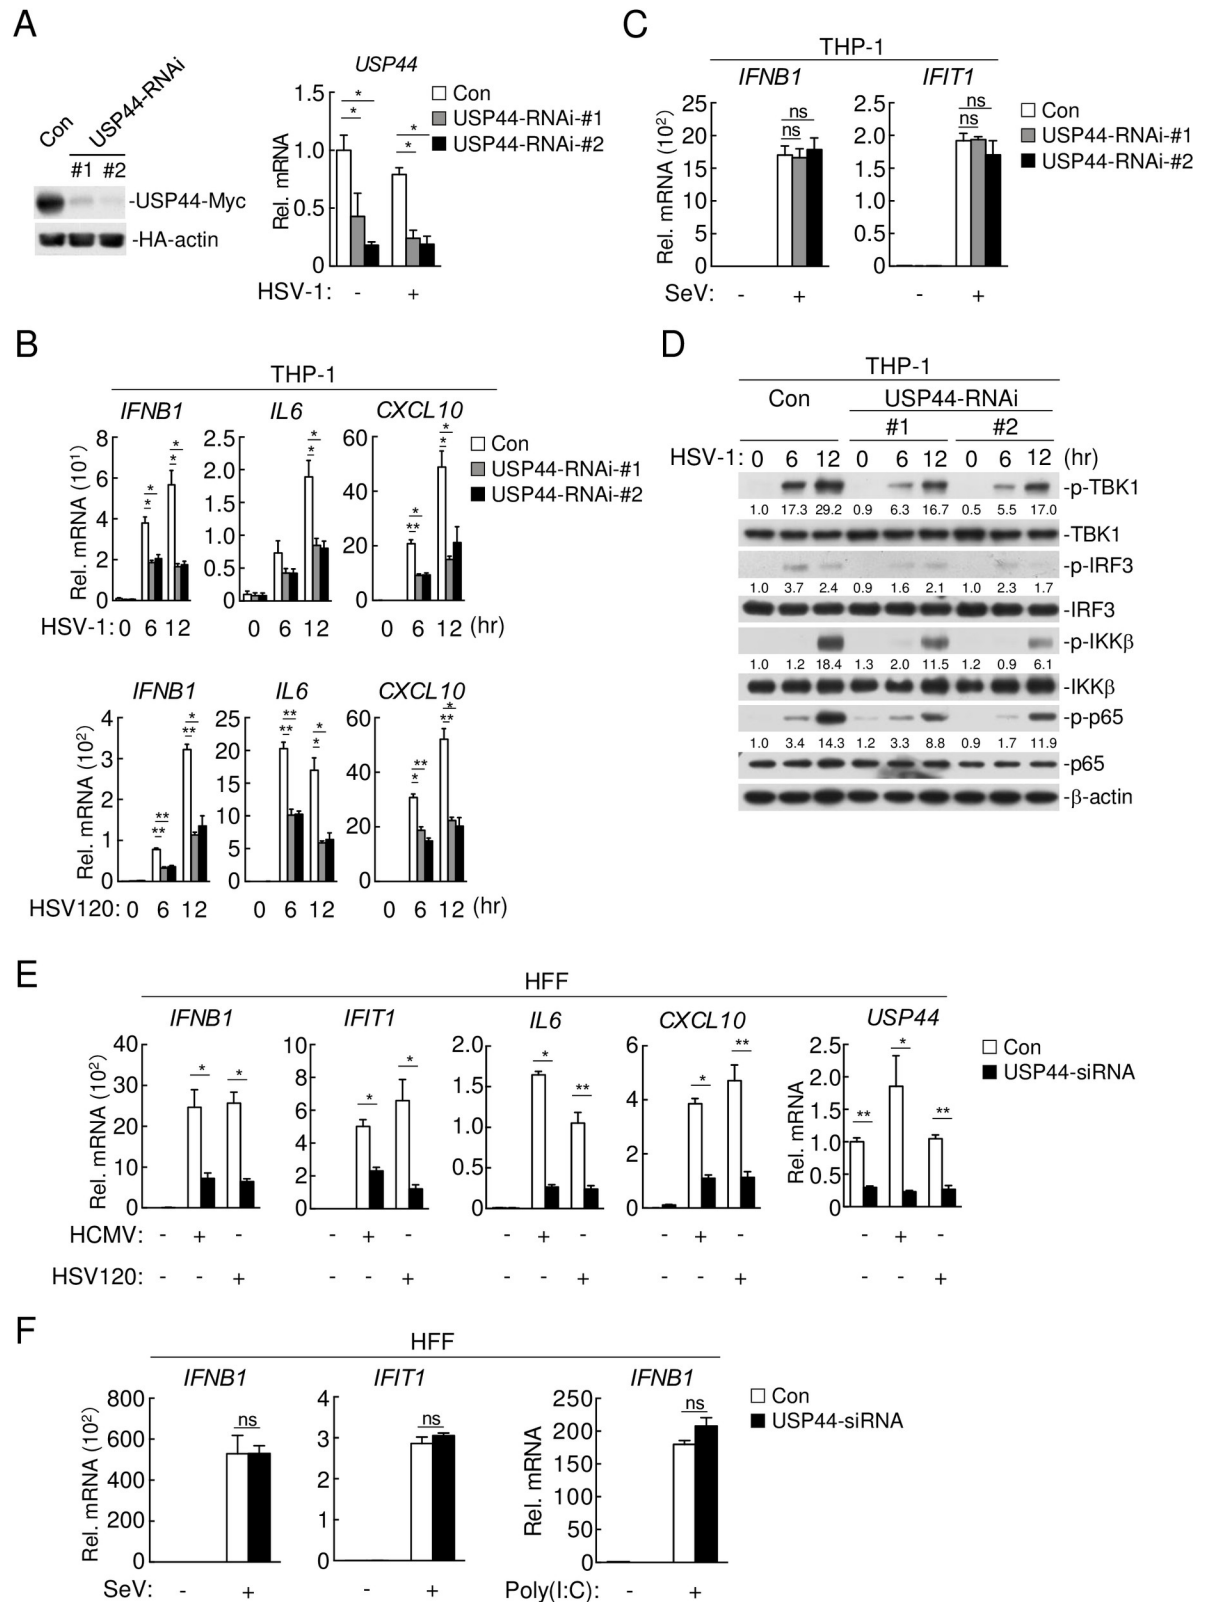 A
Con
USP44-RNAi
#1 #2
-USP44-Myc
-HA-actin
USP44
Rel. mRNA
1.5
1.0
0.5
0
* * * *
Con
USP44-RNAi-#1
USP44-RNAi-#2
HSV-1: - +
C
THP-1
IFNB1 IFIT1
Rel. mRNA (10²)
25
20
15
10
5
0
ns
ns
2.5
2.0
1.5
1.0
0.5
0
ns
ns
Con
USP44-RNAi-#1
USP44-RNAi-#2
SeV: - + - +
B
THP-1
IFNB1 IL6 CXCL10
Rel. mRNA (10¹)
8
6
4
2
0
* * * *
2.5
2.0
1.5
1.0
0.5
0
* *
60
40
20
0
* ** * *
Con
USP44-RNAi-#1
USP44-RNAi-#2
HSV-1: 0 6 12 0 6 12 0 6 12 (hr)
IFNB1 IL6 CXCL10
Rel. mRNA (10²)
4
3
2
1
0
** ** * **
25
20
15
10
5
0
** ** * *
60
40
20
0
** * * **
HSV120: 0 6 12 0 6 12 0 6 12 (hr)
D
THP-1
Con USP44-RNAi
#1 #2
HSV-1: 0 6 12 0 6 12 0 6 12 (hr)
-p-TBK1
1.0 17.3 29.2 0.9 6.3 16.7 0.5 5.5 17.0
-TBK1
-p-IRF3
1.0 3.7 2.4 0.9 1.6 2.1 1.0 2.3 1.7
-IRF3
-p-IKKβ
1.0 1.2 18.4 1.3 2.0 11.5 1.2 0.9 6.1
-IKKβ
-p-p65
1.0 3.4 14.3 1.2 3.3 8.8 0.9 1.7 11.9
-p65
-β-actin
E
HFF
IFNB1 IFIT1 IL6 CXCL10 USP44
Rel. mRNA (10²)
40
30
20
10
0
* *
10
8
6
4
2
0
* *
2.0
1.5
1.0
0.5
0
* **
6
4
2
0
* **
Rel. mRNA
2.5
2.0
1.5
1.0
0.5
0
** * **
Con
USP44-siRNA
HCMV: - + - - + - - + - - + - - + -
HSV120: - - + - - + - - + - - + - - +
F
HFF
IFNB1 IFIT1 IFNB1
Rel. mRNA (10²)
800
600
400
200
0
ns
4
3
2
1
0
ns
Rel. mRNA
250
200
150
100
50
0
ns
Con
USP44-siRNA
SeV: - + - + Poly(I:C): - +